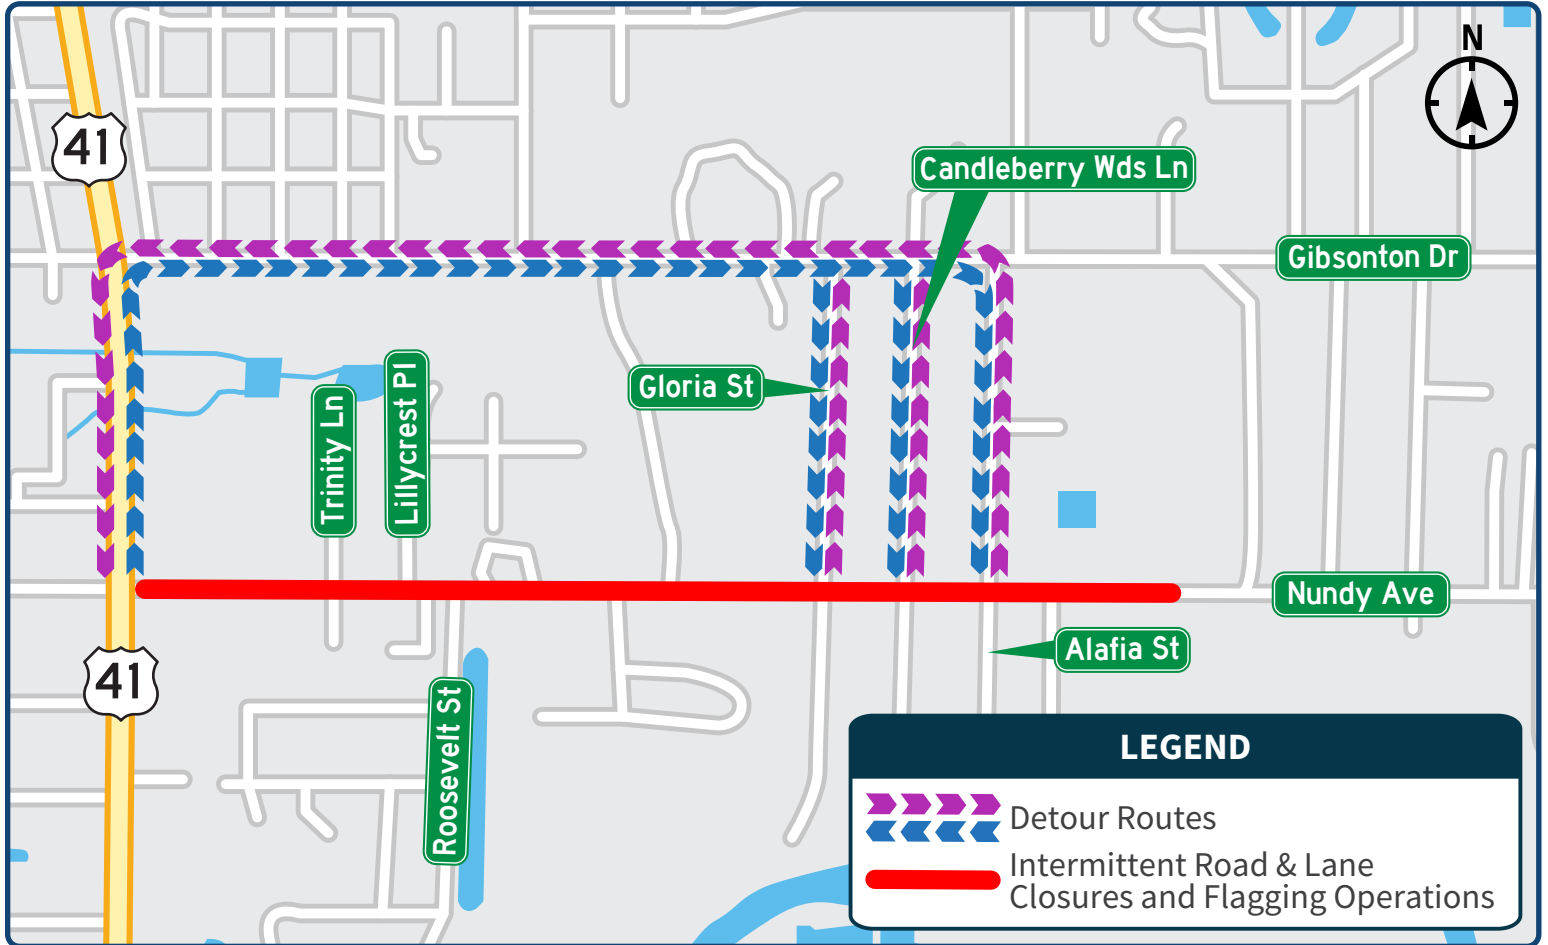 N
41
Candleberry Wds Ln
Gibsonton Dr
Trinity Ln
Lillycrest Pl
Gloria St
Nundy Ave
Alafia St
41
Roosevelt St
LEGEND
Detour Routes
Intermittent Road & Lane
Closures and Flagging Operations